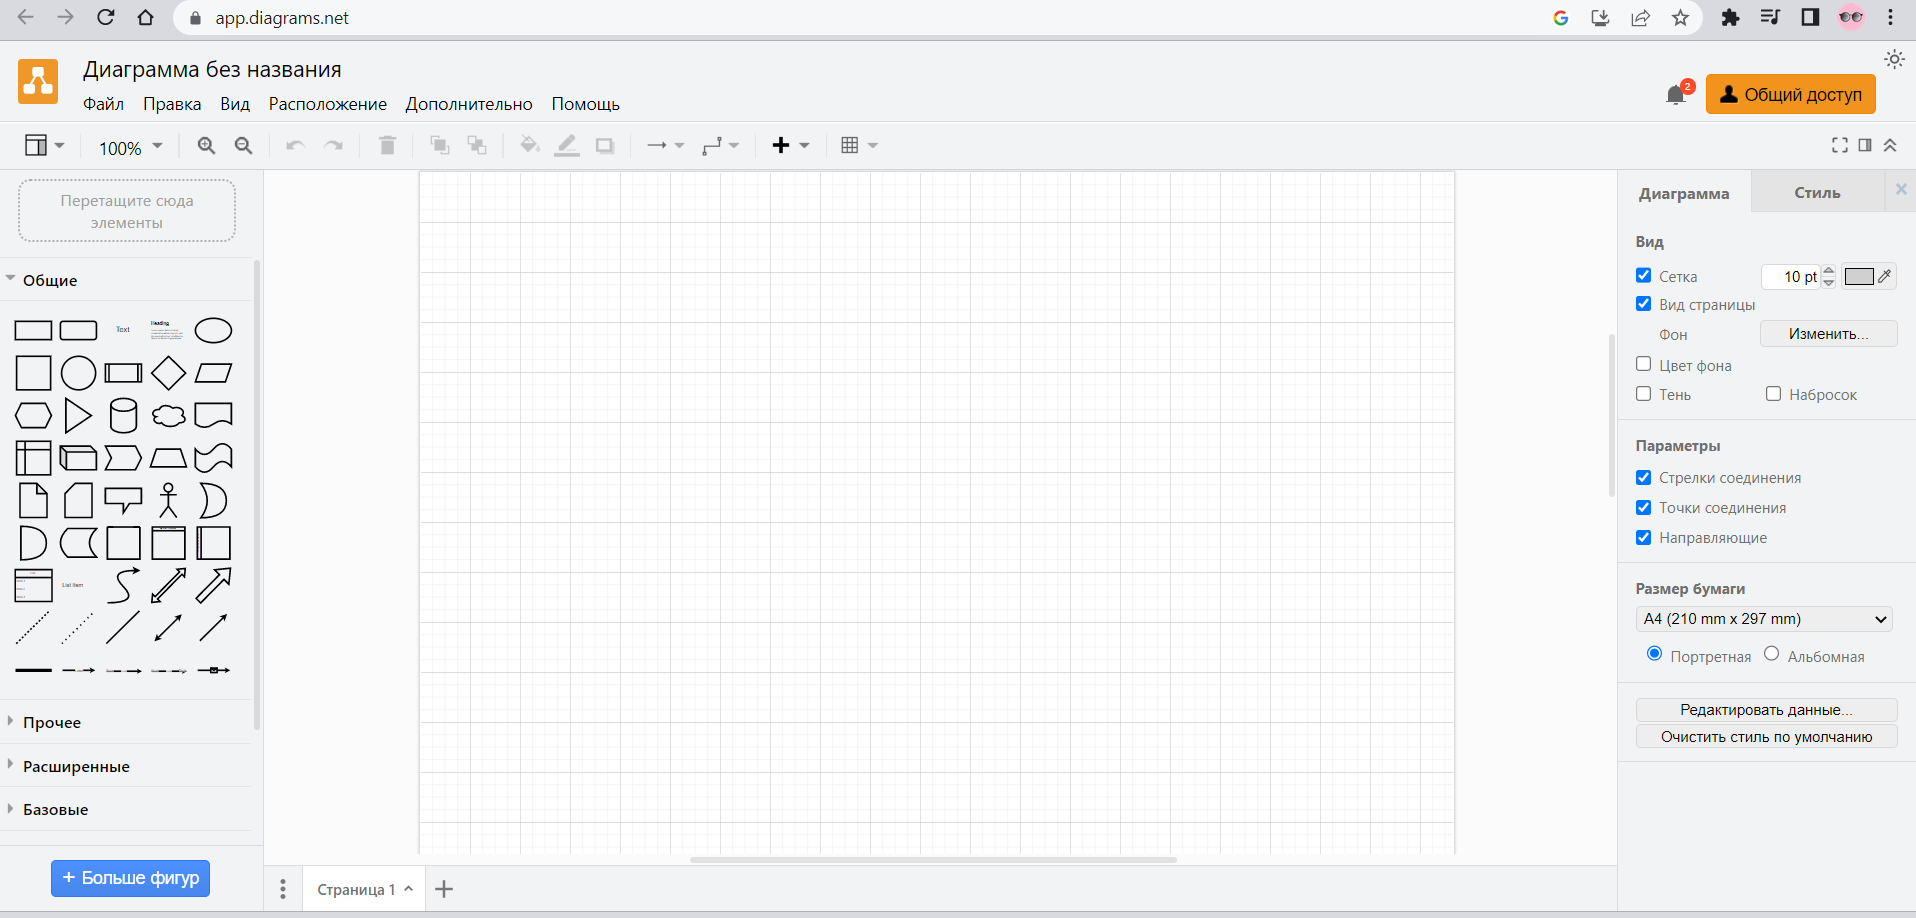 app.diagrams.net
Диаграмма без названия
Файл Правка Вид Расположение Дополнительно Помощь
2
Общий доступ
100%
Перетащите сюда
элементы
Общие
Text
Heading
List Item
Прочее
Расширенные
Базовые
+ Больше фигур
Страница 1
Диаграмма Стиль
Вид
Сетка 10 pt
Вид страницы
Фон Изменить...
Цвет фона
Тень Набросок
Параметры
Стрелки соединения
Точки соединения
Направляющие
Размер бумаги
A4 (210 mm x 297 mm)
Портретная Альбомная
Редактировать данные...
Очистить стиль по умолчанию